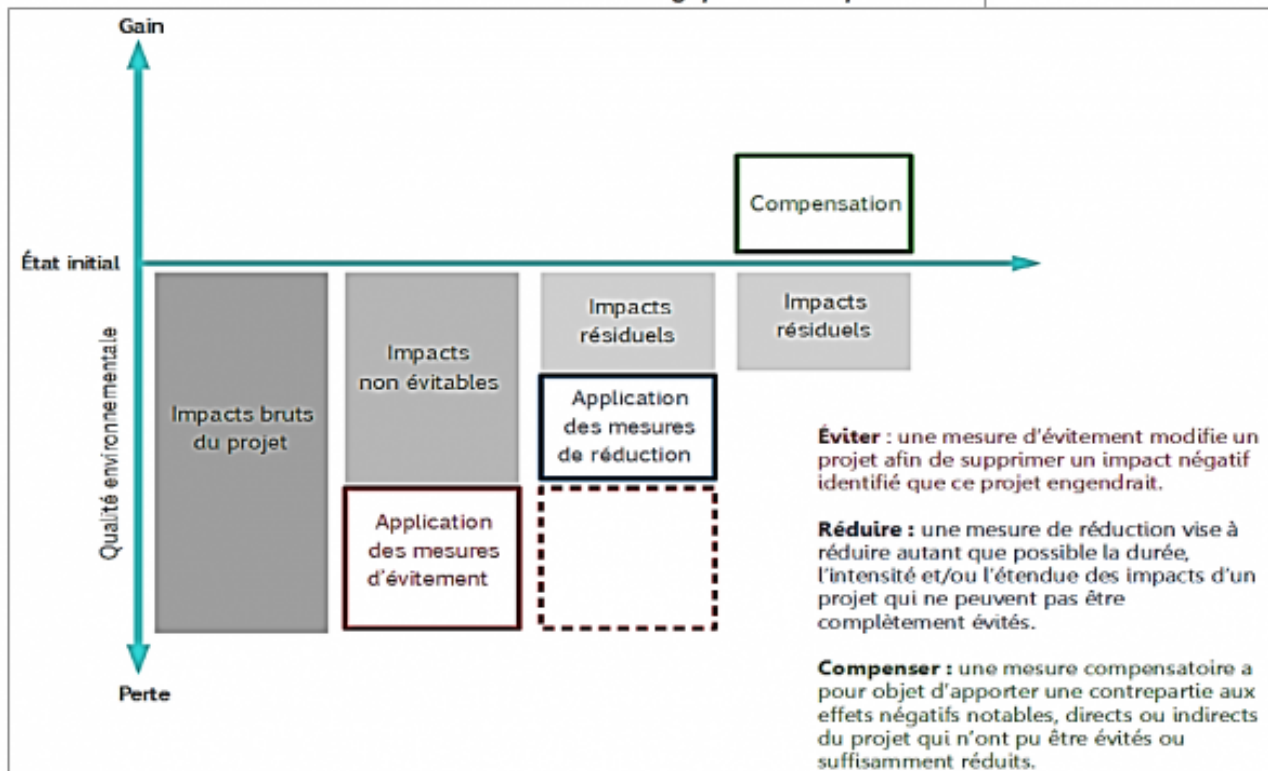 Gain
Compensation
État initial
Impacts bruts
du projet
Impacts
non évitables
Impacts
résiduels
Impacts
résiduels
Application
des mesures
d'évitement
Application
des mesures
de réduction
Qualité environnementale
Perte
Éviter : une mesure d'évitement modifie un
projet afin de supprimer un impact négatif
identifié que ce projet engendrait.
Réduire : une mesure de réduction vise à
réduire autant que possible la durée,
l'intensité et/ou l'étendue des impacts d'un
projet qui ne peuvent pas être
complètement évités.
Compenser : une mesure compensatoire a
pour objet d'apporter une contrepartie aux
effets négatifs notables, directs ou indirects
du projet qui n'ont pu être évités ou
suffisamment réduits.